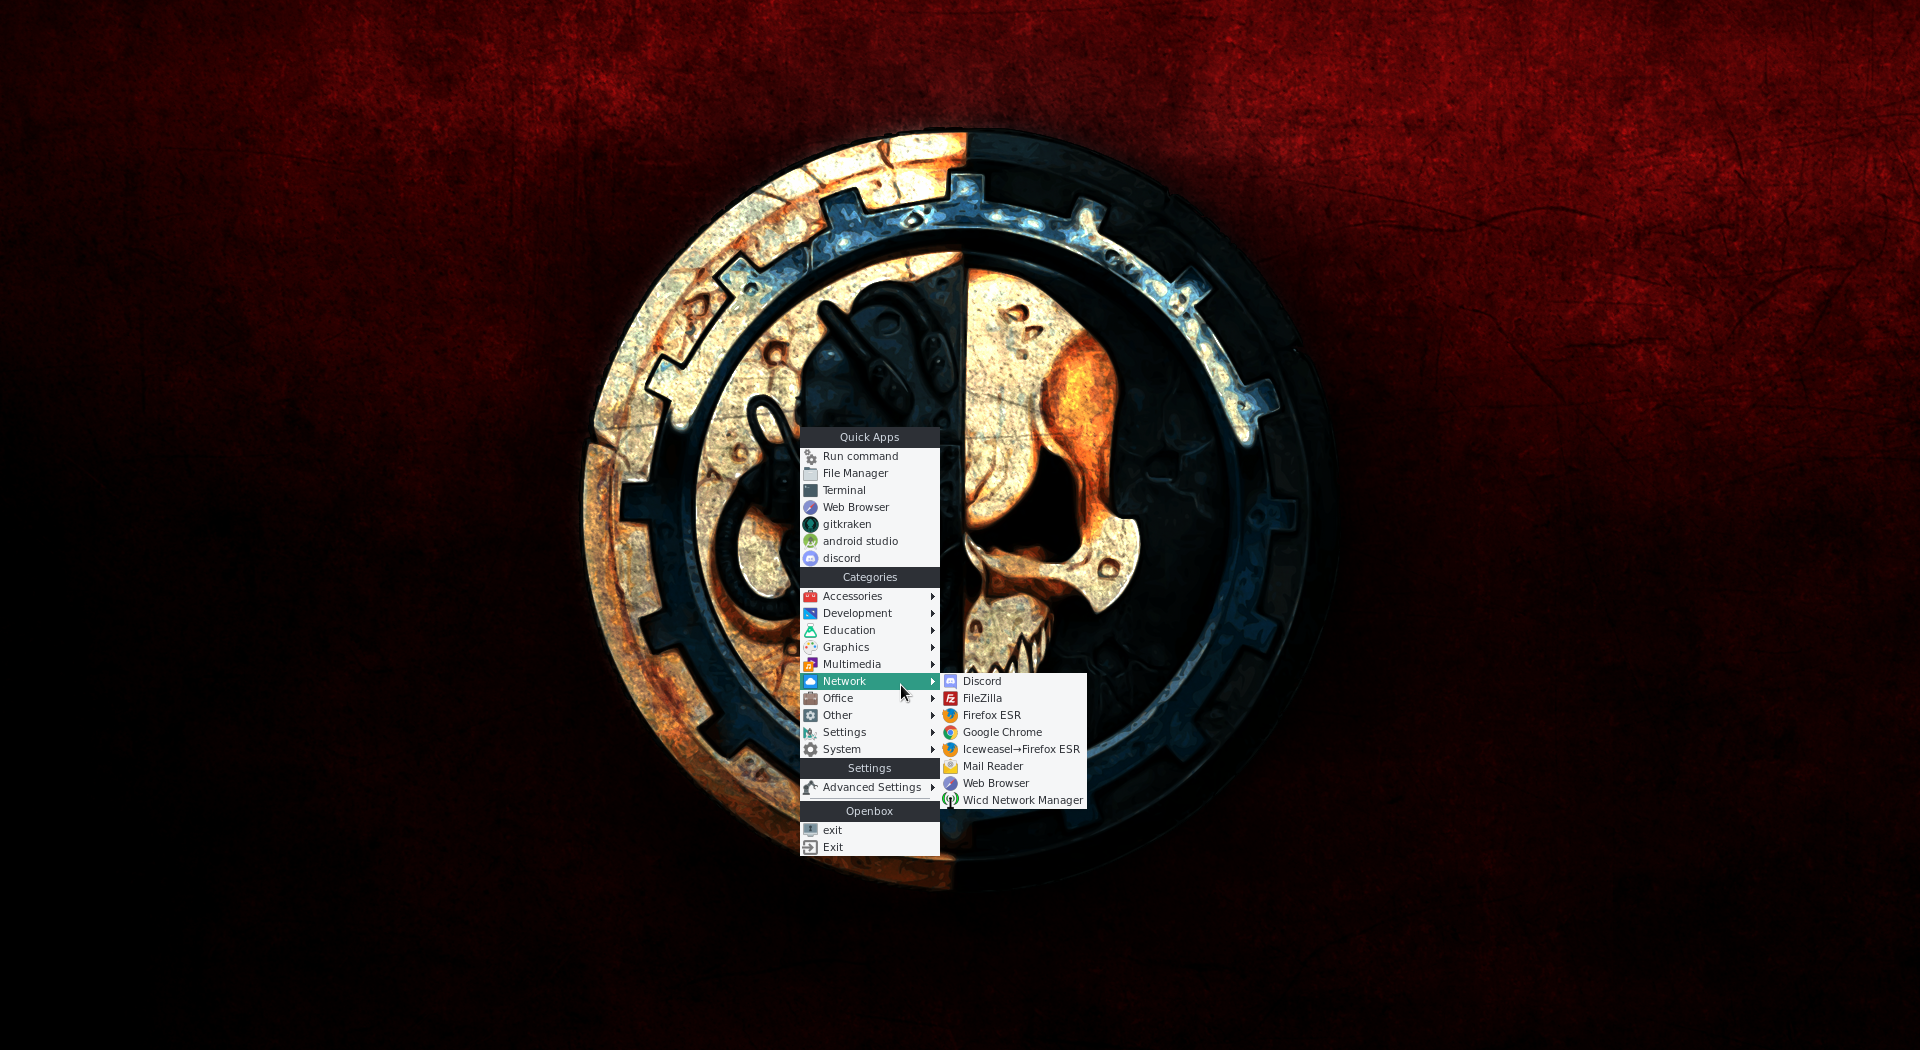 Quick Apps
Run command
File Manager
Terminal
Web Browser
gitkraken
android studio
discord
Categories
Accessories
Development
Education
Graphics
Multimedia
Network
Office
Other
Settings
System
Settings
Advanced Settings
Openbox
exit
Exit
Discord
FileZilla
Firefox ESR
Google Chrome
Iceweasel→Firefox ESR
Mail Reader
Web Browser
Wicd Network Manager